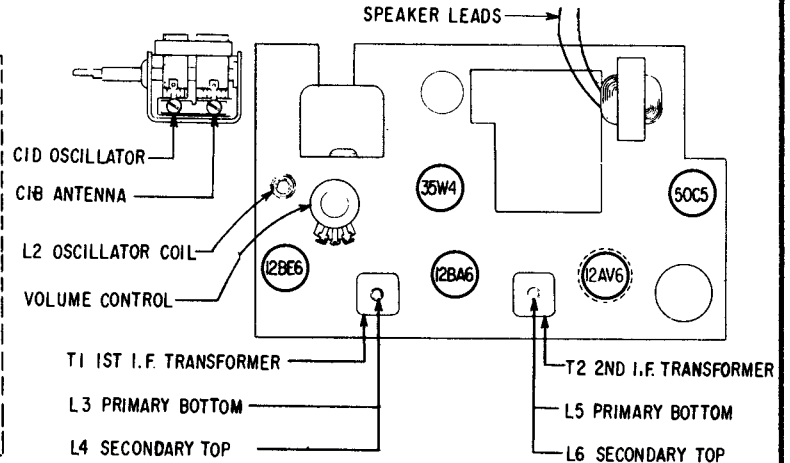 SPEAKER LEADS
C1D OSCILLATOR
C1B ANTENNA
35W4
50C5
L2 OSCILLATOR COIL
12BE6
12BA6
12AV6
VOLUME CONTROL
T1 1ST I.F. TRANSFORMER
T2 2ND I.F. TRANSFORMER
L3 PRIMARY BOTTOM
L5 PRIMARY BOTTOM
L4 SECONDARY TOP
L6 SECONDARY TOP